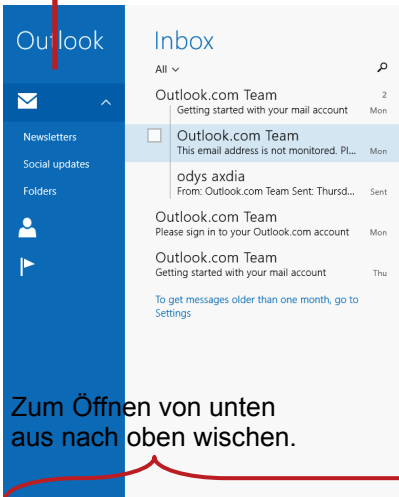 Outlook
Inbox
All
Outlook.com Team 2
Getting started with your mail account Mon
Newsletters
Outlook.com Team
This email address is not monitored. Pl... Mon
Social updates
odys axdia
Folders
From: Outlook.com Team Sent: Thursd... Sent
Outlook.com Team
Please sign in to your Outlook.com account Mon
Outlook.com Team
Getting started with your mail account Thu
To get messages older than one month, go to
Settings
Zum Öffnen von unten
aus nach oben wischen.